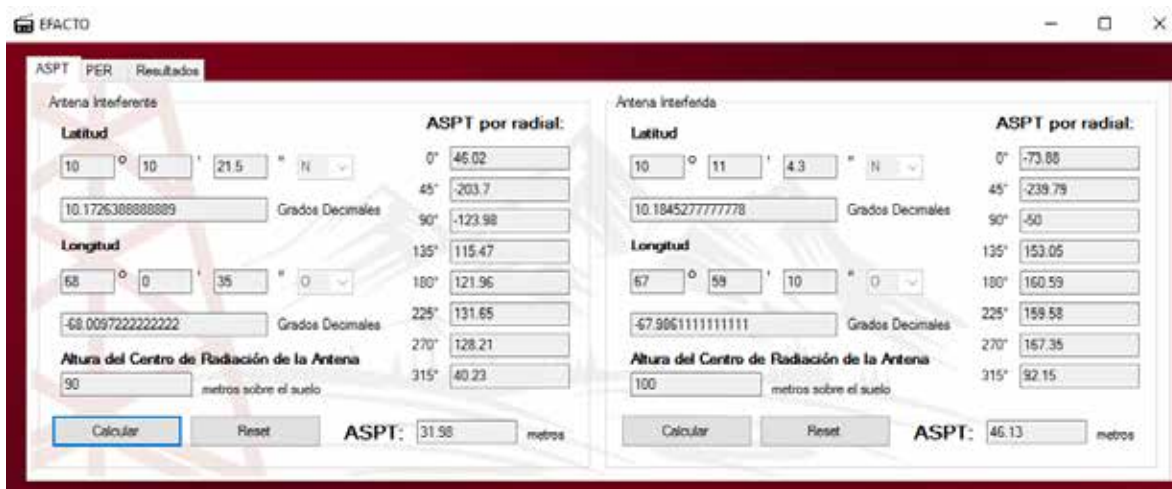 EFACTO
ASPT PER Resultados
Antena Interferente
Latitud
10 ° 10 ' 21.5 " N
10.1726388888889 Grados Decimales
Longitud
68 ° 0 ' 35 " O
-68.0097222222222 Grados Decimales
Altura del Centro de Radiación de la Antena
90 metros sobre el suelo
Calcular Reset
ASPT por radial:
0° 46.02
45° -203.7
90° -123.98
135° 115.47
180° 121.96
225° 131.65
270° 128.21
315° 40.23
ASPT: 31.98 metros
Antena Interferida
Latitud
10 ° 11 ' 4.3 " N
10.1845277777778 Grados Decimales
Longitud
67 ° 59 ' 10 " O
-67.9861111111111 Grados Decimales
Altura del Centro de Radiación de la Antena
100 metros sobre el suelo
Calcular Reset
ASPT por radial:
0° -73.88
45° -239.79
90° -50
135° 153.05
180° 160.59
225° 159.58
270° 167.35
315° 92.15
ASPT: 46.13 metros